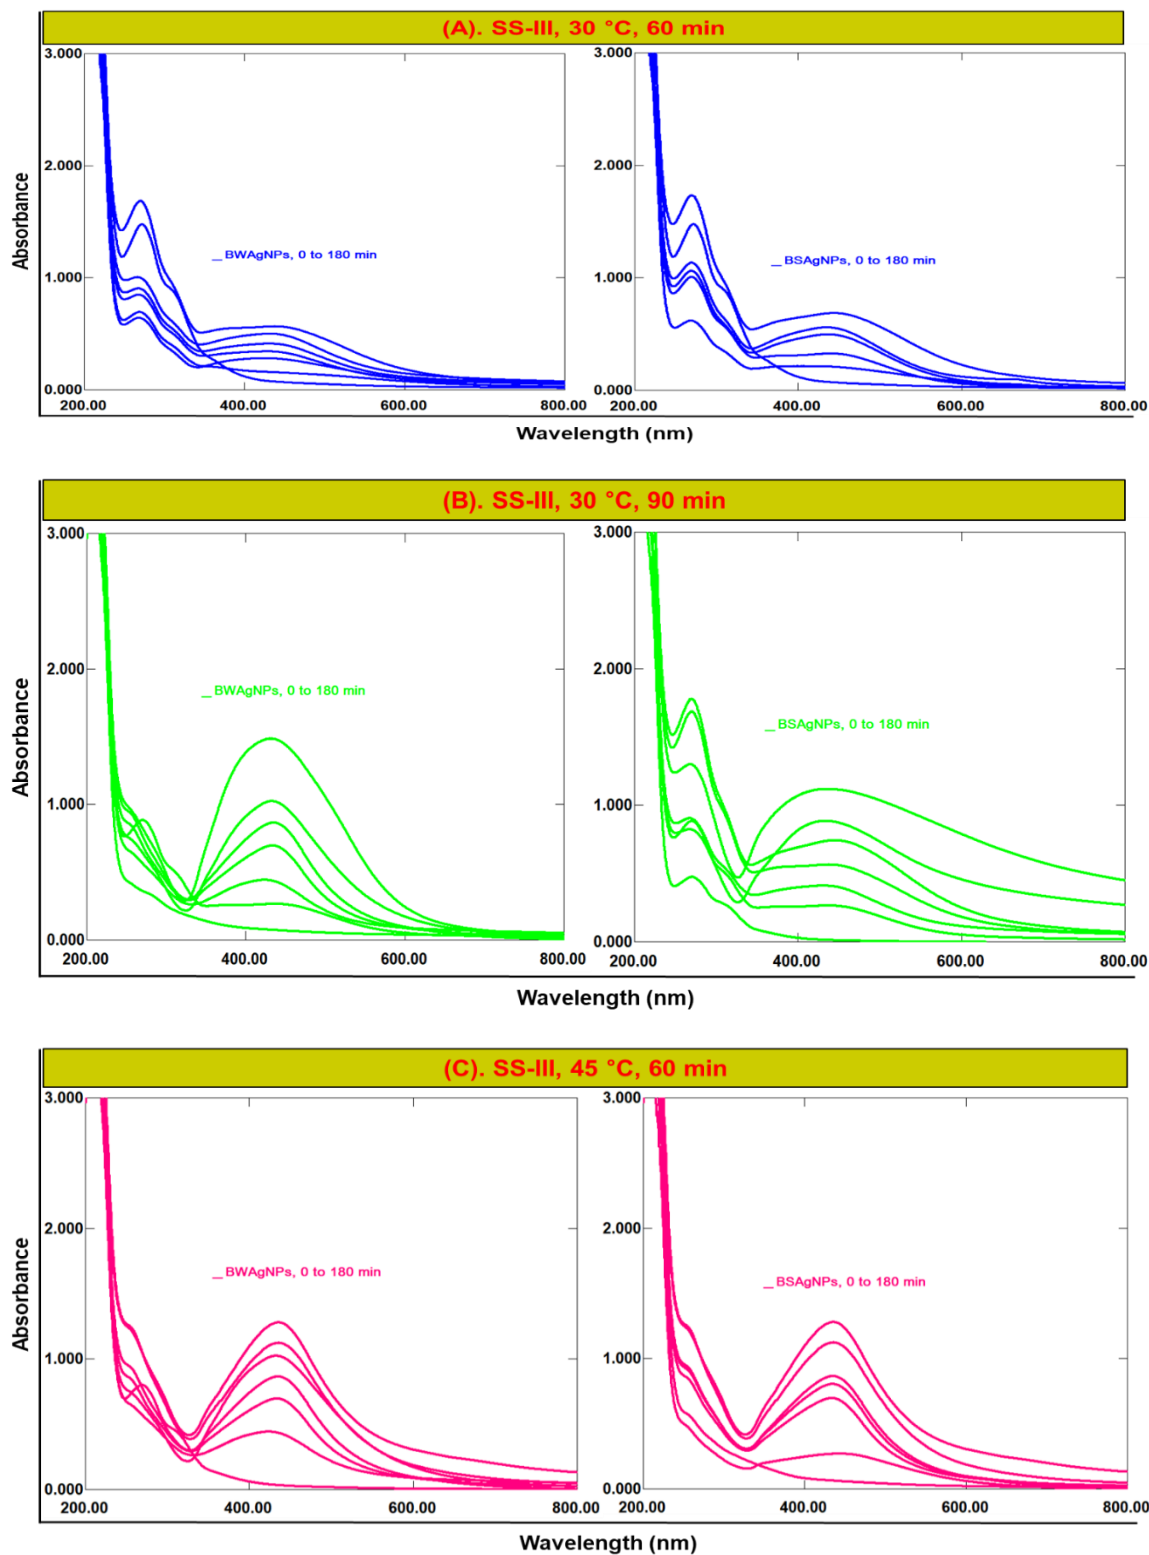 (A). SS-III, 30 °C, 60 min
Absorbance
3.000
2.000
1.000
0.000
200.00 400.00 600.00 800.00
_ BWAgNPs, 0 to 180 min
3.000
2.000
1.000
0.000
200.00 400.00 600.00 800.00
_ BSAgNPs, 0 to 180 min
Wavelength (nm)
(B). SS-III, 30 °C, 90 min
Absorbance
3.000
2.000
1.000
0.000
200.00 400.00 600.00 800.00
_ BWAgNPs, 0 to 180 min
3.000
2.000
1.000
0.000
200.00 400.00 600.00 800.00
_ BSAgNPs, 0 to 180 min
Wavelength (nm)
(C). SS-III, 45 °C, 60 min
Absorbance
3.000
2.000
1.000
0.000
200.00 400.00 600.00 800.00
_ BWAgNPs, 0 to 180 min
3.000
2.000
1.000
0.000
200.00 400.00 600.00 800.00
_ BSAgNPs, 0 to 180 min
Wavelength (nm)